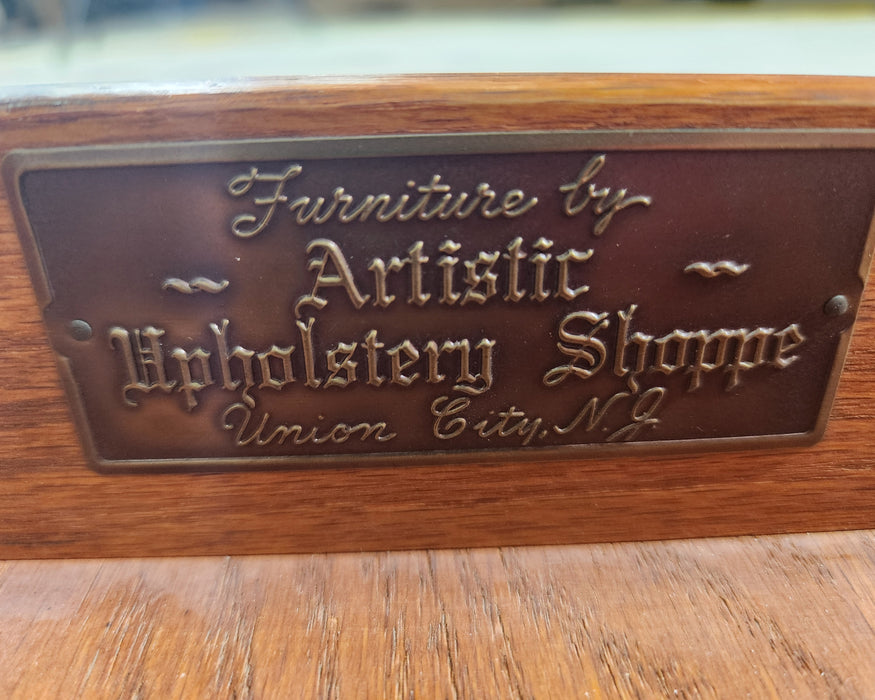 Furniture by
~ Artistic ~
Upholstery Shoppe
Union City, N.J.